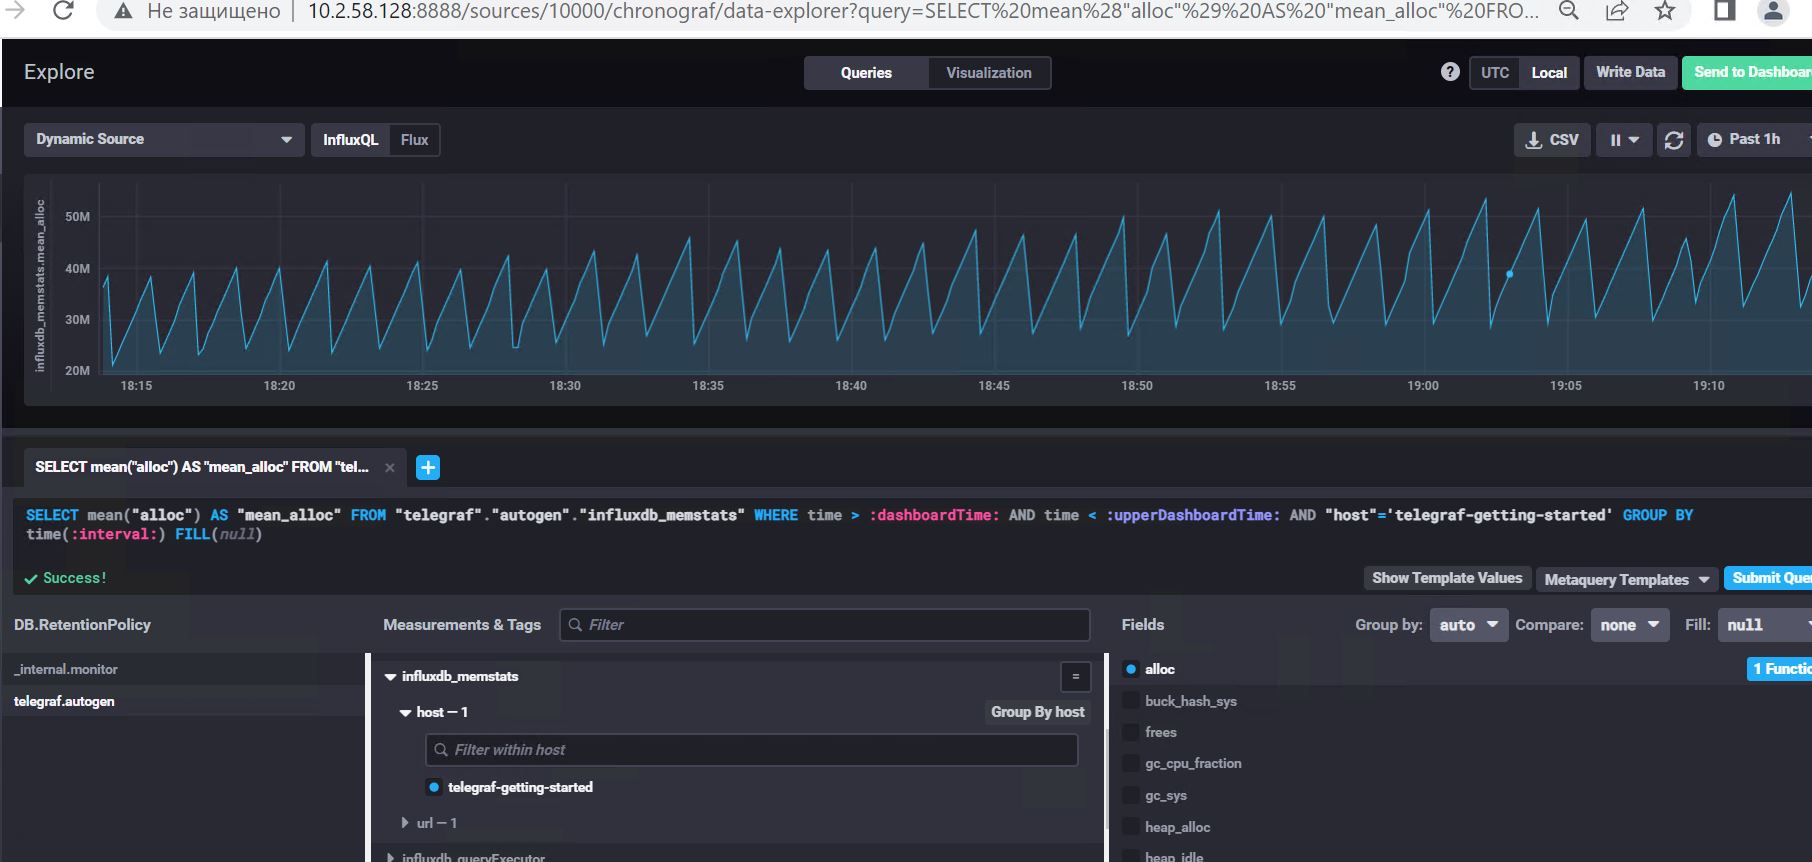 Не защищено 10.2.58.128:8888/sources/10000/chronograf/data-explorer?query=SELECT%20mean%28"alloc"%29%20AS%20"mean_alloc"%20FRO...
Explore
Queries Visualization
? UTC Local Write Data Send to Dashboar
Dynamic Source InfluxQL Flux
CSV Past 1h
influxdb_memstats.mean_alloc
50M
40M
30M
20M
18:15 18:20 18:25 18:30 18:35 18:40 18:45 18:50 18:55 19:00 19:05 19:10
SELECT mean("alloc") AS "mean_alloc" FROM "tel... × +
SELECT mean("alloc") AS "mean_alloc" FROM "telegraf"."autogen"."influxdb_memstats" WHERE time > :dashboardTime: AND time < :upperDashboardTime: AND "host"='telegraf-getting-started' GROUP BY
time(:interval:) FILL(null)
Success!
Show Template Values Metaquery Templates Submit Que
DB.RetentionPolicy
_internal.monitor
telegraf.autogen
Measurements & Tags Filter
influxdb_memstats =
host — 1 Group By host
Filter within host
telegraf-getting-started
url — 1
influxdb_queryExecutor
Fields Group by: auto Compare: none Fill: null
alloc 1 Functio
buck_hash_sys
frees
gc_cpu_fraction
gc_sys
heap_alloc
heap_idle